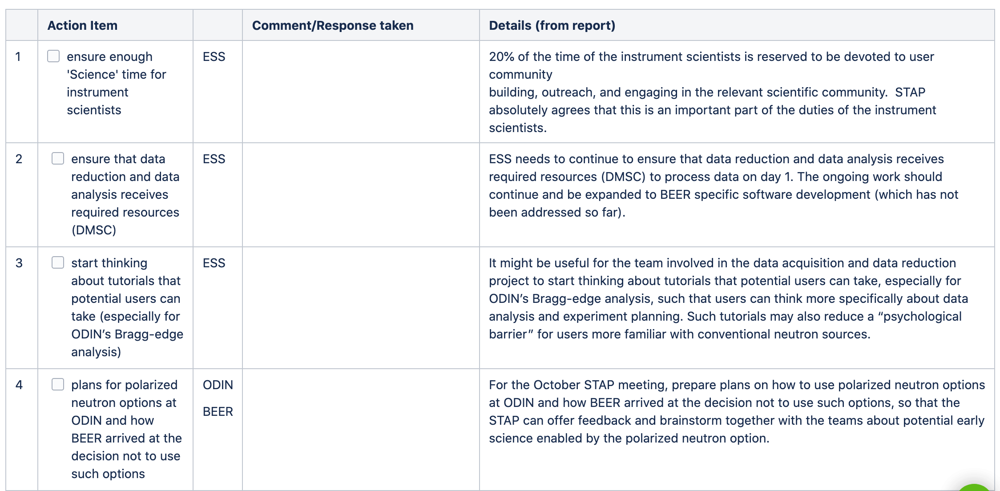 Action Item
Comment/Response taken
Details (from report)
1
ensure enough
'Science' time for
instrument
scientists
ESS
20% of the time of the instrument scientists is reserved to be devoted to user
community
building, outreach, and engaging in the relevant scientific community.  STAP
absolutely agrees that this is an important part of the duties of the instrument
scientists.
2
ensure that data
reduction and data
analysis receives
required resources
(DMSC)
ESS
ESS needs to continue to ensure that data reduction and data analysis receives
required resources (DMSC) to process data on day 1. The ongoing work should
continue and be expanded to BEER specific software development (which has not
been addressed so far).
3
start thinking
about tutorials that
potential users can
take (especially for
ODIN’s Bragg-edge
analysis)
ESS
It might be useful for the team involved in the data acquisition and data reduction
project to start thinking about tutorials that potential users can take, especially for
ODIN’s Bragg-edge analysis, such that users can think more specifically about data
analysis and experiment planning. Such tutorials may also reduce a “psychological
barrier” for users more familiar with conventional neutron sources.
4
plans for polarized
neutron options at
ODIN and how
BEER arrived at the
decision not to use
such options
ODIN
BEER
For the October STAP meeting, prepare plans on how to use polarized neutron options
at ODIN and how BEER arrived at the decision not to use such options, so that the
STAP can offer feedback and brainstorm together with the teams about potential early
science enabled by the polarized neutron option.